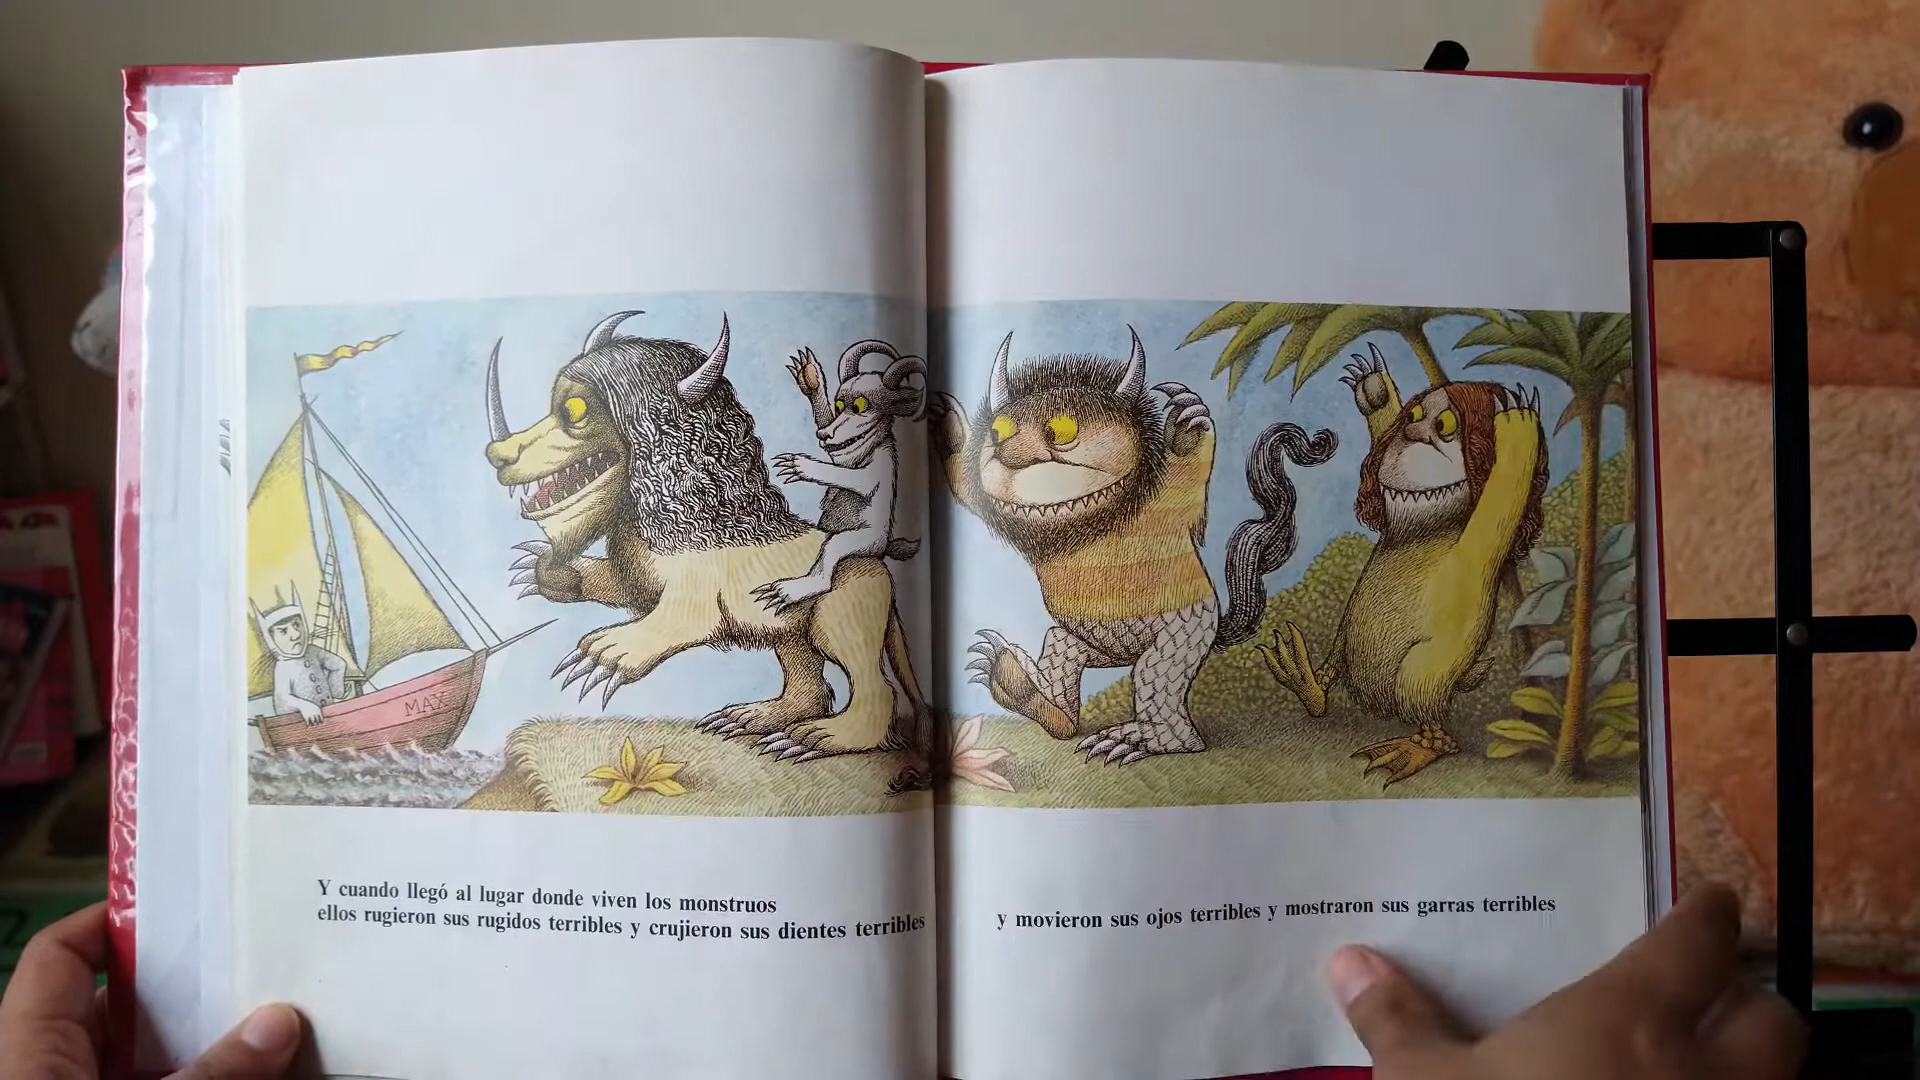 MAX
Y cuando llegó al lugar donde viven los monstruos
ellos rugieron sus rugidos terribles y crujieron sus dientes terribles
y movieron sus ojos terribles y mostraron sus garras terribles